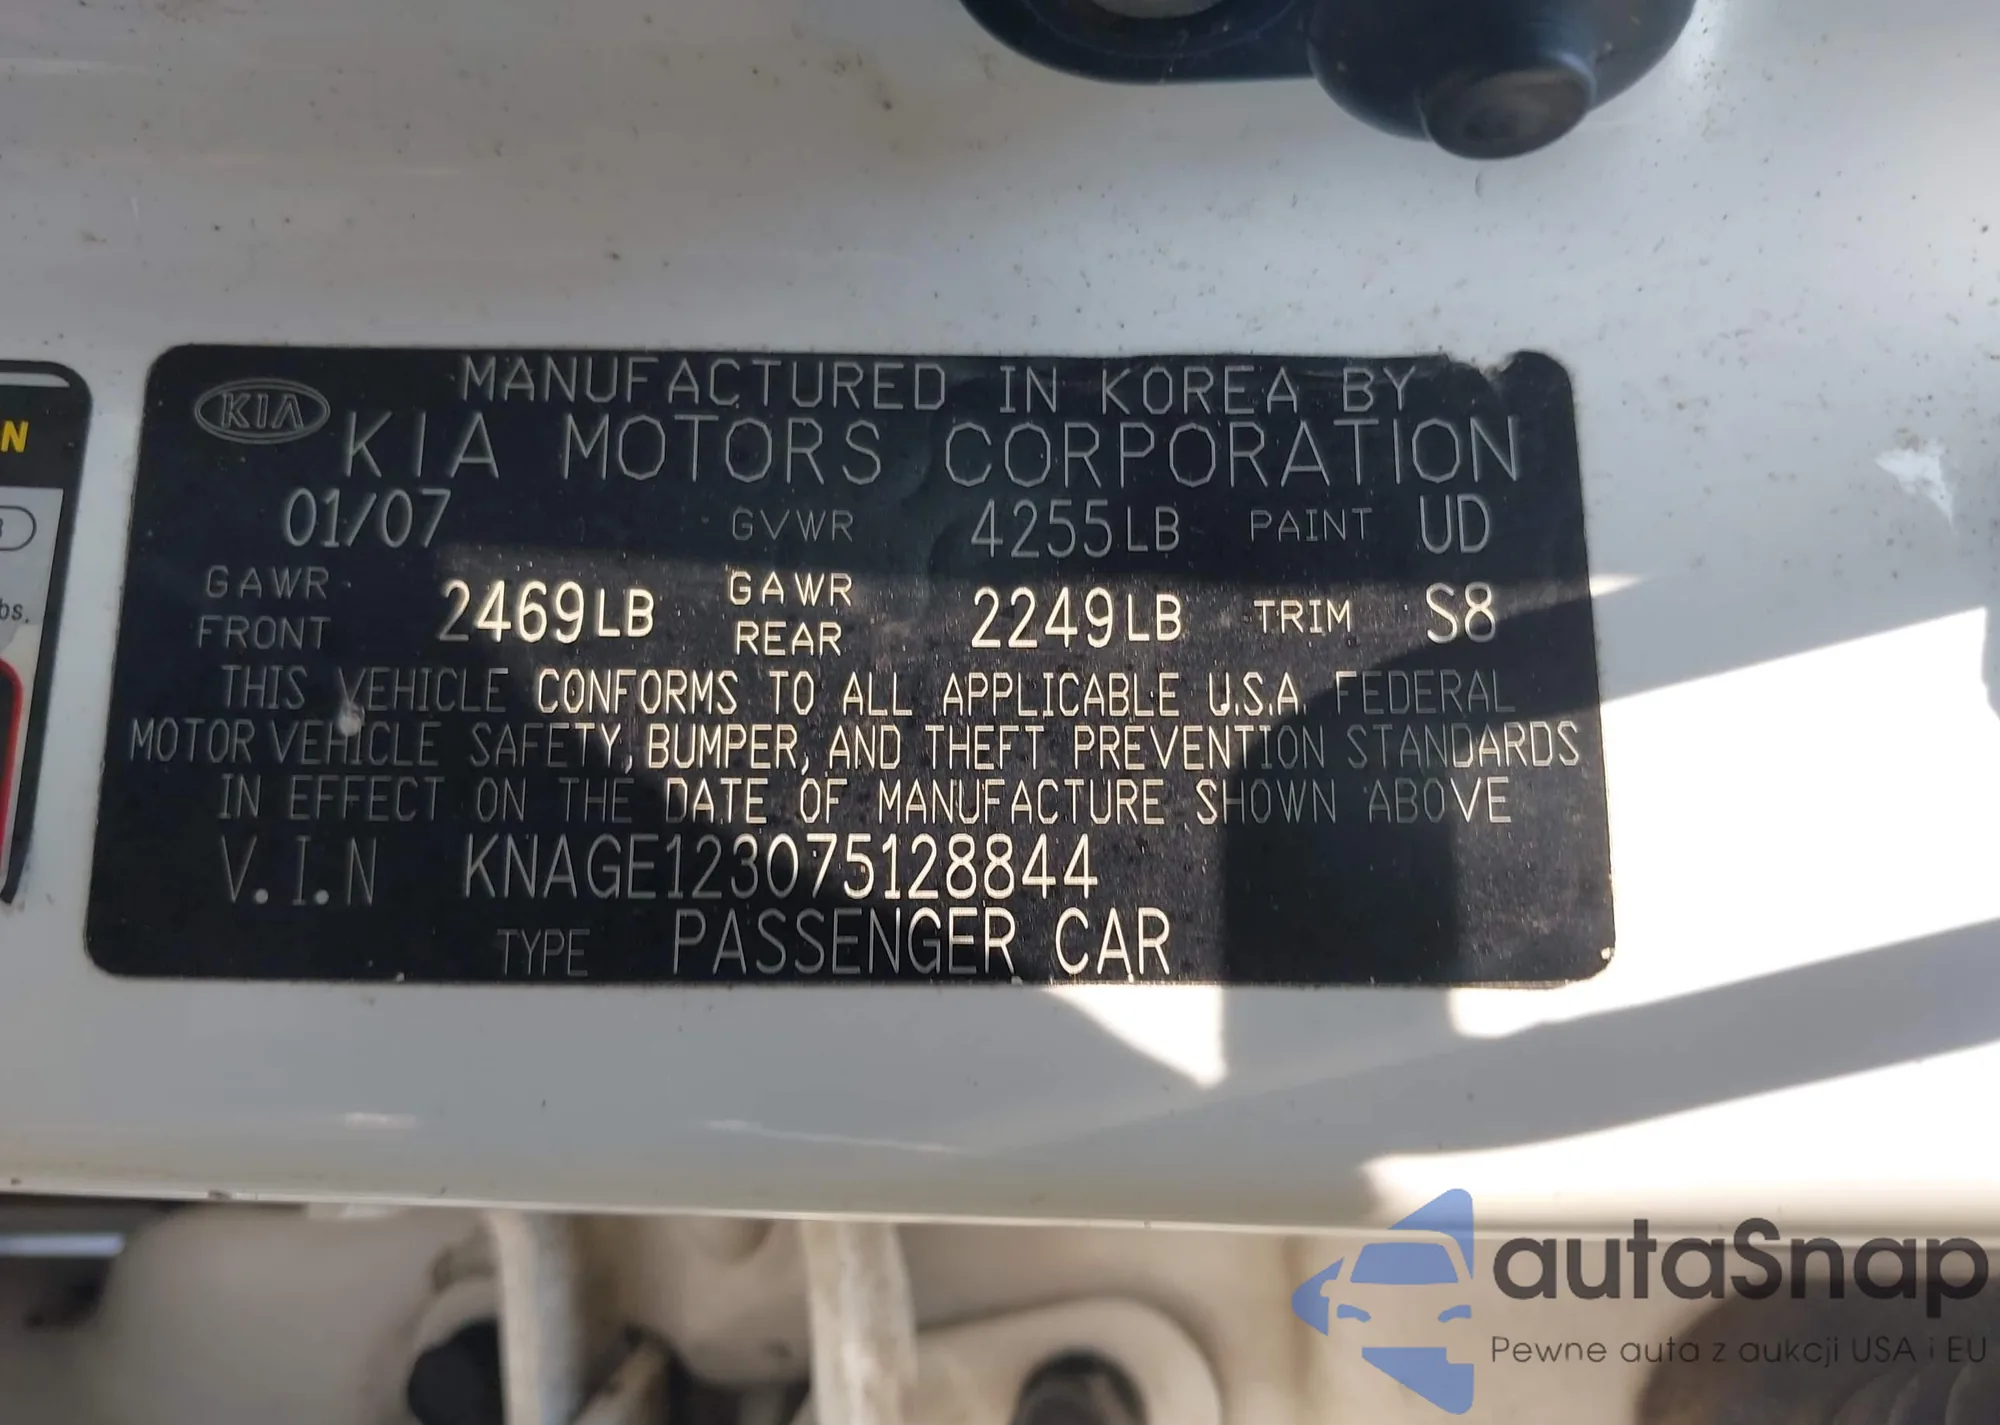 MANUFACTURED IN KOREA BY
KIA KIA MOTORS CORPORATION
01/07 GVWR 4255LB PAINT UD
GAWR FRONT 2469LB GAWR REAR 2249LB TRIM S8
THIS VEHICLE CONFORMS TO ALL APPLICABLE U.S.A. FEDERAL
MOTOR VEHICLE SAFETY, BUMPER, AND THEFT PREVENTION STANDARDS
IN EFFECT ON THE DATE OF MANUFACTURE SHOWN ABOVE
V.I.N KNAGE123075128844
TYPE PASSENGER CAR
N
bs.
autaSnap
Pewne auta z aukcji USA i EU